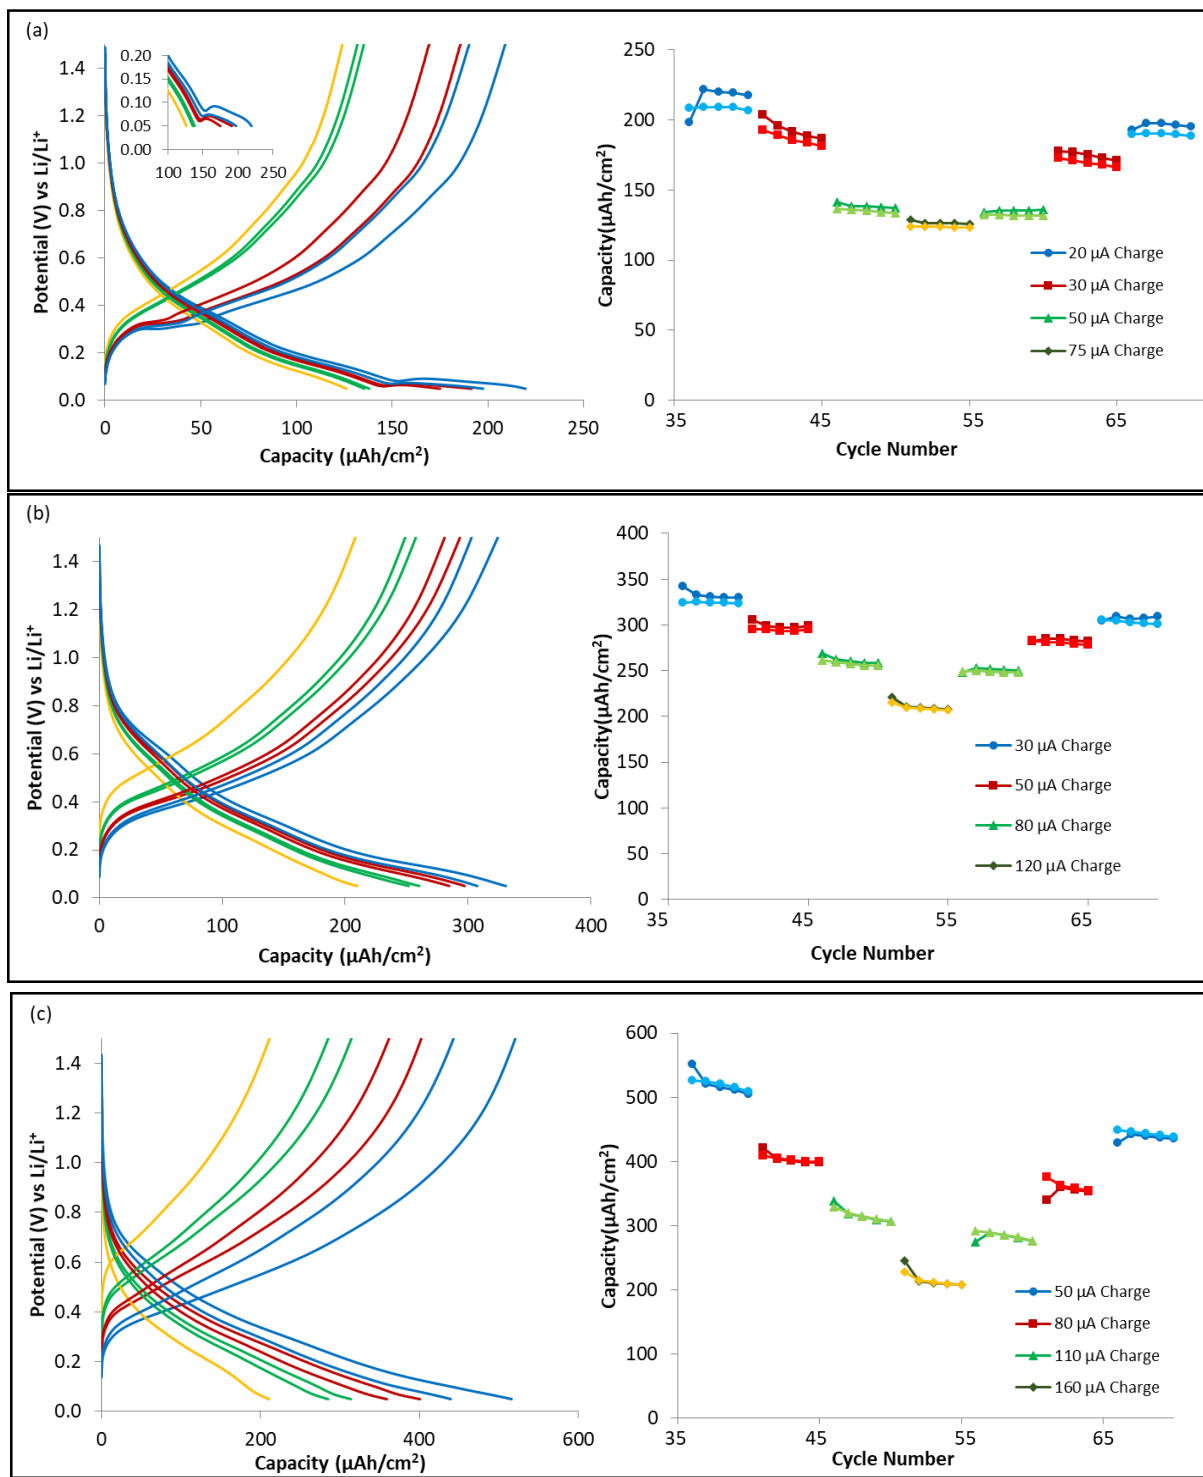 (a)
1.4
1.2
1.0
0.8
0.6
0.4
0.2
0.0
Potential (V) vs Li/Li⁺
0 50 100 150 200 250
Capacity (μAh/cm²)
0.20
0.15
0.10
0.05
0.00
100 150 200 250
250
200
150
100
50
0
Capacity(μAh/cm²)
35 45 55 65
Cycle Number
20 μA Charge
30 μA Charge
50 μA Charge
75 μA Charge
(b)
1.4
1.2
1.0
0.8
0.6
0.4
0.2
0.0
Potential (V) vs Li/Li⁺
0 100 200 300 400
Capacity (μAh/cm²)
400
350
300
250
200
150
100
50
0
Capacity(μAh/cm²)
35 45 55 65
Cycle Number
30 μA Charge
50 μA Charge
80 μA Charge
120 μA Charge
(c)
1.4
1.2
1.0
0.8
0.6
0.4
0.2
0.0
Potential (V) vs Li/Li⁺
0 200 400 600
Capacity (μAh/cm²)
600
500
400
300
200
100
0
Capacity(μAh/cm²)
35 45 55 65
Cycle Number
50 μA Charge
80 μA Charge
110 μA Charge
160 μA Charge